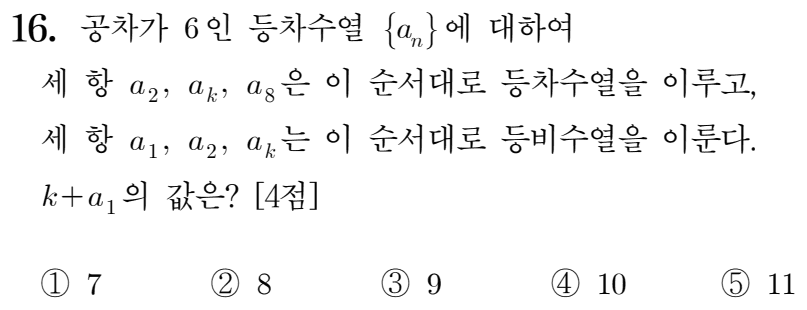 16. 공차가 6인 등차수열 {aₙ}에 대하여
세 항 a₂, aₖ, a₈은 이 순서대로 등차수열을 이루고,
세 항 a₁, a₂, aₖ는 이 순서대로 등비수열을 이룬다.
k+a₁의 값은? [4점]
① 7 ② 8 ③ 9 ④ 10 ⑤ 11